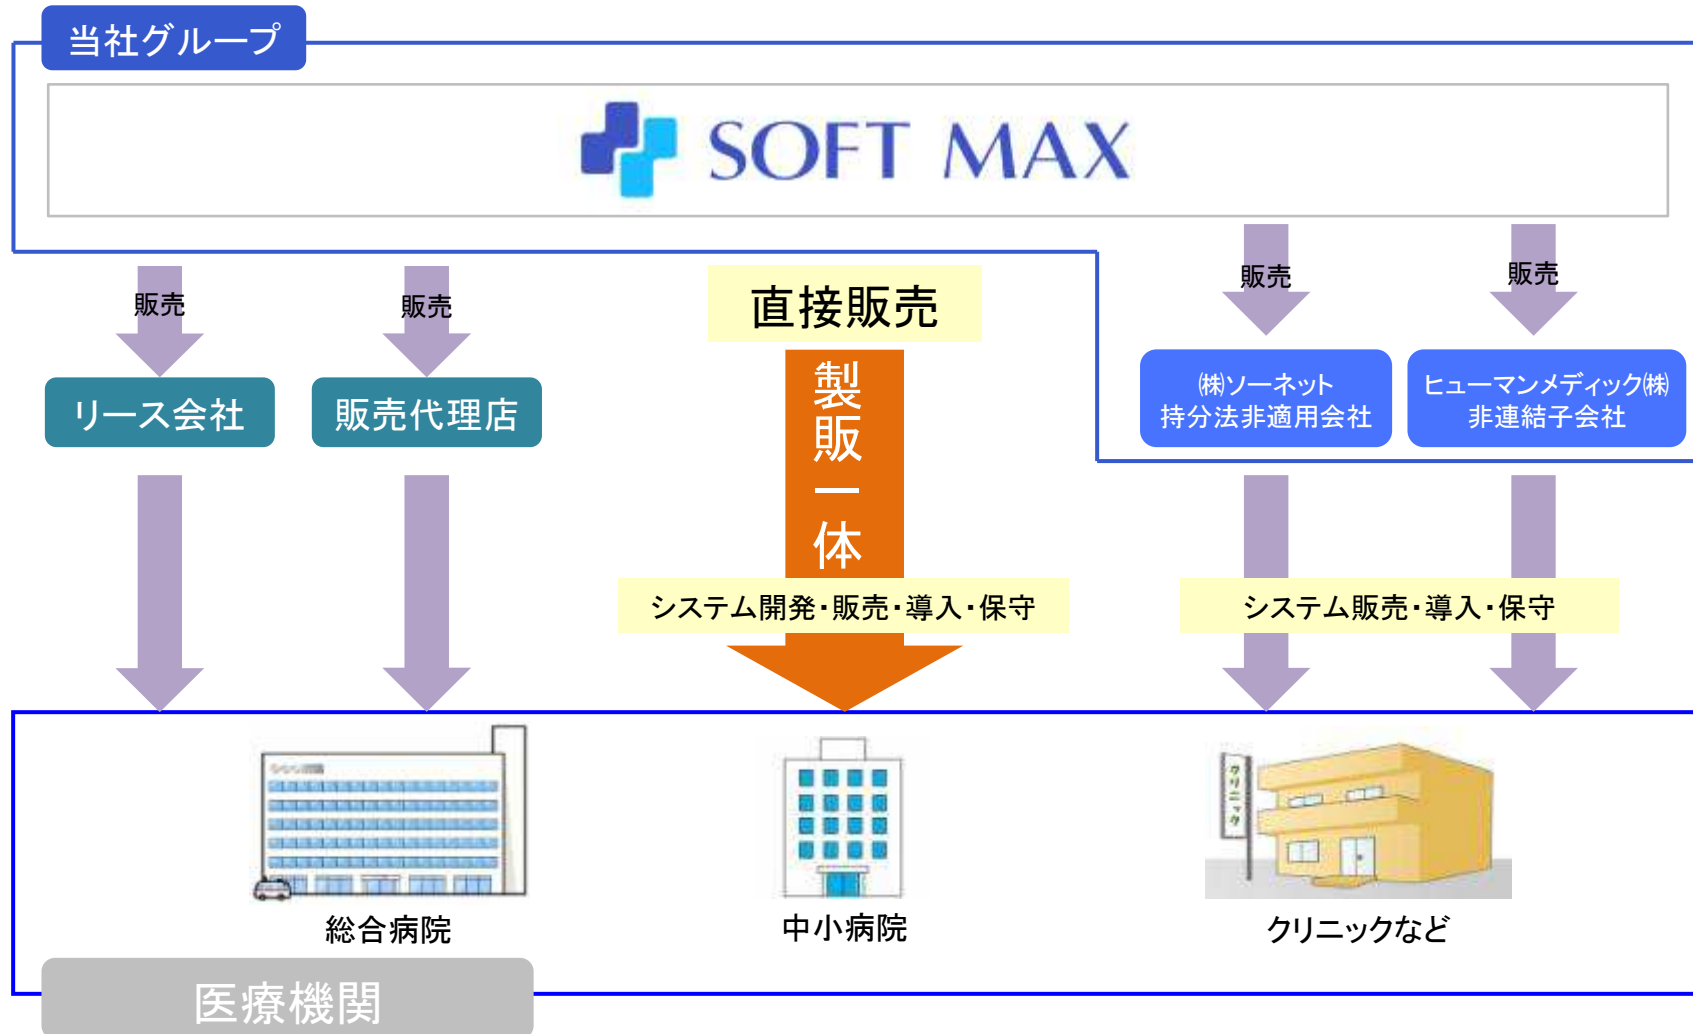 当社グループ
SOFT MAX
販売
販売
直接販売
販売
販売
リース会社
販売代理店
製販一体
㈱ソーネット
持分法非適用会社
ヒューマンメディック㈱
非連結子会社
システム開発・販売・導入・保守
システム販売・導入・保守
クリニック
総合病院
中小病院
クリニックなど
医療機関